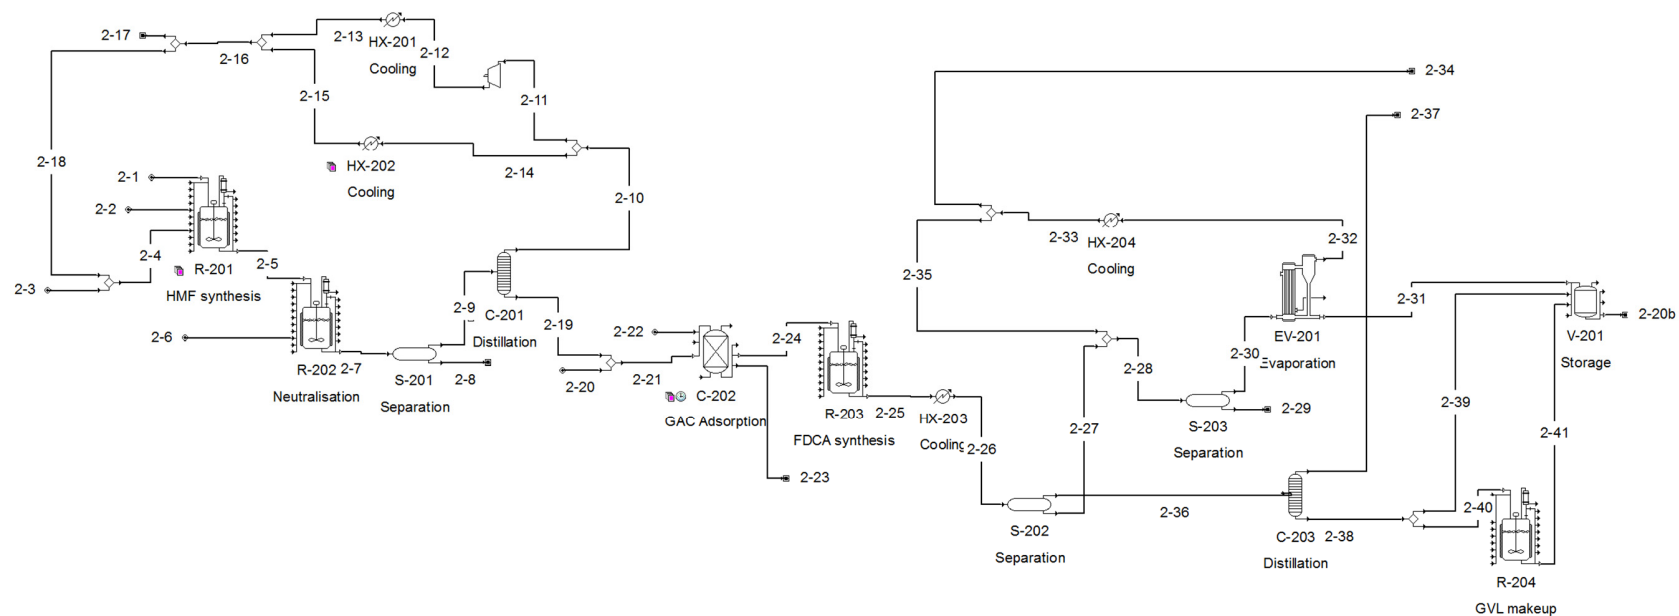 2-17
2-13
HX-201
2-12
Cooling
2-16
2-15
2-11
2-34
2-37
2-18
HX-202
2-14
Cooling
2-1
2-2
2-10
2-4
R-201
2-5
HMF synthesis
2-3
2-33
HX-204
2-32
Cooling
2-35
2-9
C-201
Distillation
2-19
2-31
EV-201
Evaporation
V-201
Storage
2-20b
2-6
R-202
2-7
Neutralisation
S-201
2-8
Separation
2-22
2-20
2-21
C-202
GAC Adsorption
2-24
R-203
FDCA synthesis
2-25
HX-203
Cooling
2-26
2-28
2-27
2-30
S-203
2-29
Separation
2-39
2-41
2-23
S-202
Separation
2-36
C-203
Distillation
2-38
2-40
R-204
GVL makeup